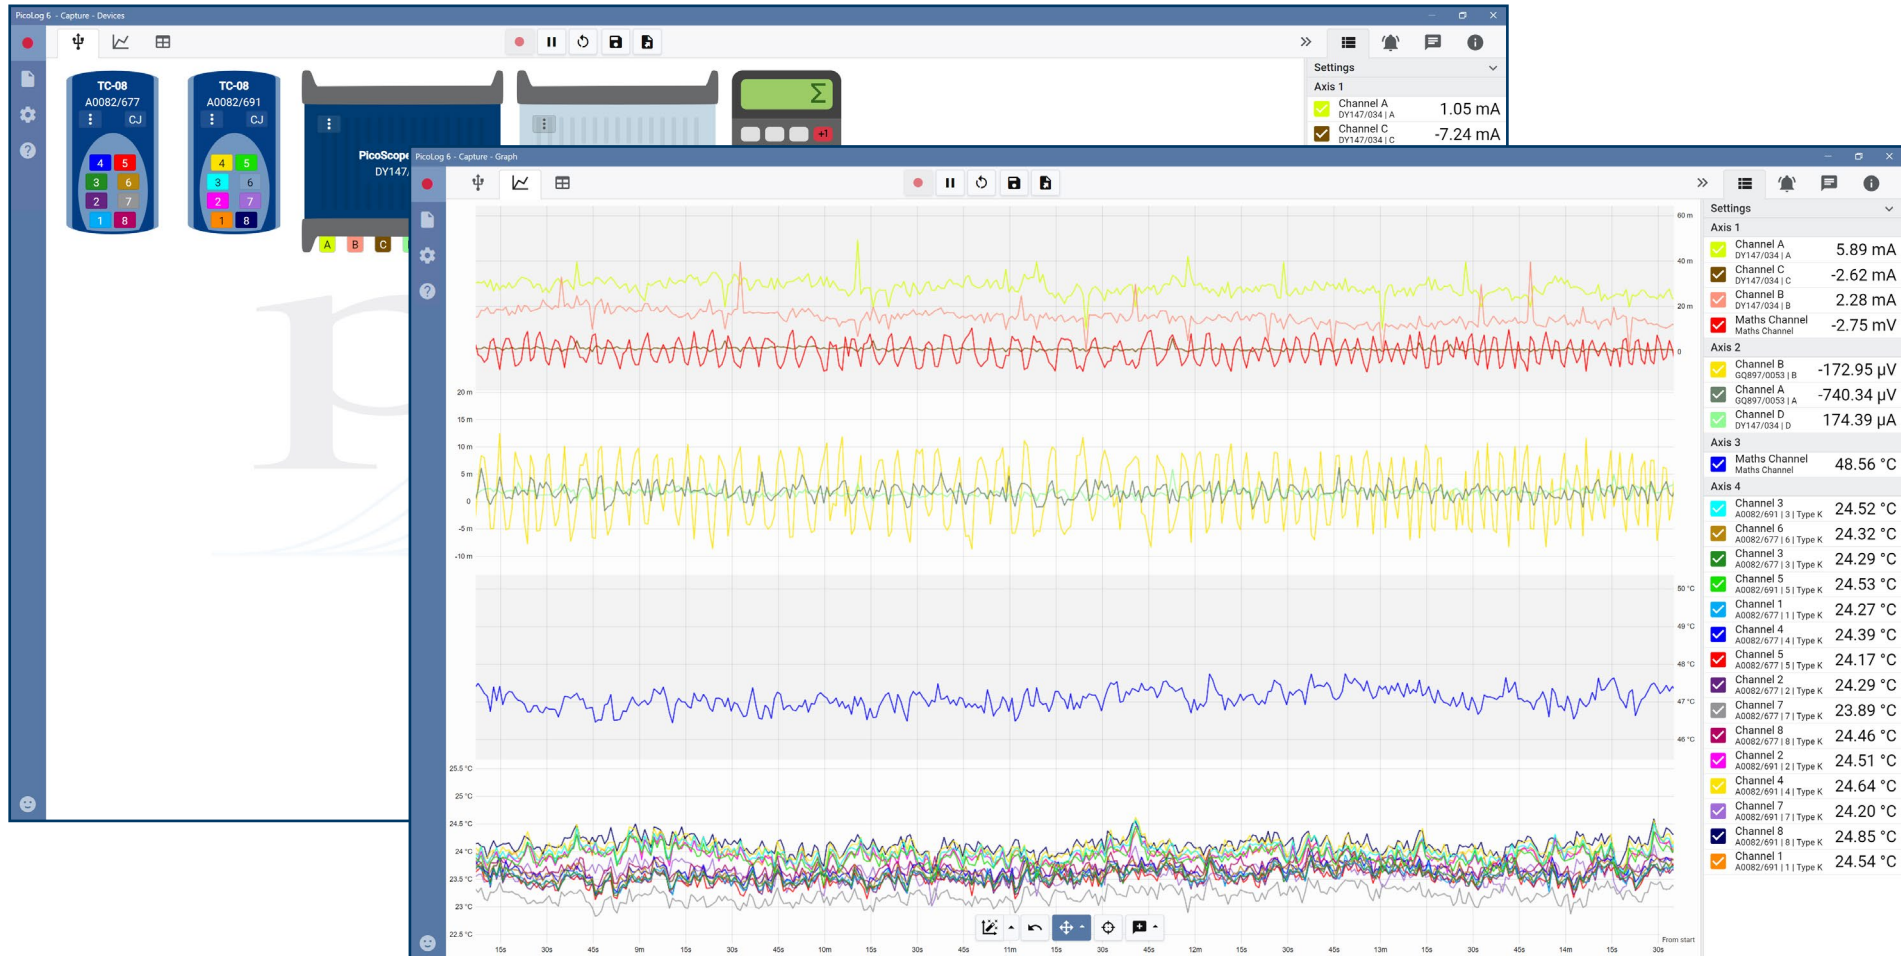 PicoLog 6 - Capture - Devices
TC-08
A0082/677
CJ
4 5
3 6
2 7
1 8
TC-08
A0082/691
CJ
4 5
3 6
2 7
1 8
PicoScope
DY147/
A B C
Σ
+1
Settings
Axis 1
Channel A
DY147/034 | A
1.05 mA
Channel C
DY147/034 | C
-7.24 mA
PicoLog 6 - Capture - Graph
60 m
40 m
20 m
0
20 m
15 m
10 m
5 m
0
-5 m
-10 m
50 °C
49 °C
48 °C
47 °C
46 °C
25.5 °C
25 °C
24.5 °C
24 °C
23.5 °C
23 °C
22.5 °C
15s 30s 45s 9m 15s 30s 45s 10m 15s 30s 45s 11m 15s 30s 45s 12m 15s 30s 45s 13m 15s 30s 45s 14m 15s 30s
From start
Settings
Axis 1
Channel A
DY147/034 | A
5.89 mA
Channel C
DY147/034 | C
-2.62 mA
Channel B
DY147/034 | B
2.28 mA
Maths Channel
Maths Channel
-2.75 mV
Axis 2
Channel B
GQ897/0053 | B
-172.95 µV
Channel A
GQ897/0053 | A
-740.34 µV
Channel D
DY147/034 | D
174.39 µA
Axis 3
Maths Channel
Maths Channel
48.56 °C
Axis 4
Channel 3
A0082/691 | 3 | Type K
24.52 °C
Channel 6
A0082/677 | 6 | Type K
24.32 °C
Channel 3
A0082/677 | 3 | Type K
24.29 °C
Channel 5
A0082/691 | 5 | Type K
24.53 °C
Channel 1
A0082/677 | 1 | Type K
24.27 °C
Channel 4
A0082/677 | 4 | Type K
24.39 °C
Channel 5
A0082/677 | 5 | Type K
24.17 °C
Channel 2
A0082/677 | 2 | Type K
24.29 °C
Channel 7
A0082/677 | 7 | Type K
23.89 °C
Channel 8
A0082/677 | 8 | Type K
24.46 °C
Channel 2
A0082/691 | 2 | Type K
24.51 °C
Channel 4
A0082/691 | 4 | Type K
24.64 °C
Channel 7
A0082/691 | 7 | Type K
24.20 °C
Channel 8
A0082/691 | 8 | Type K
24.85 °C
Channel 1
A0082/691 | 1 | Type K
24.54 °C